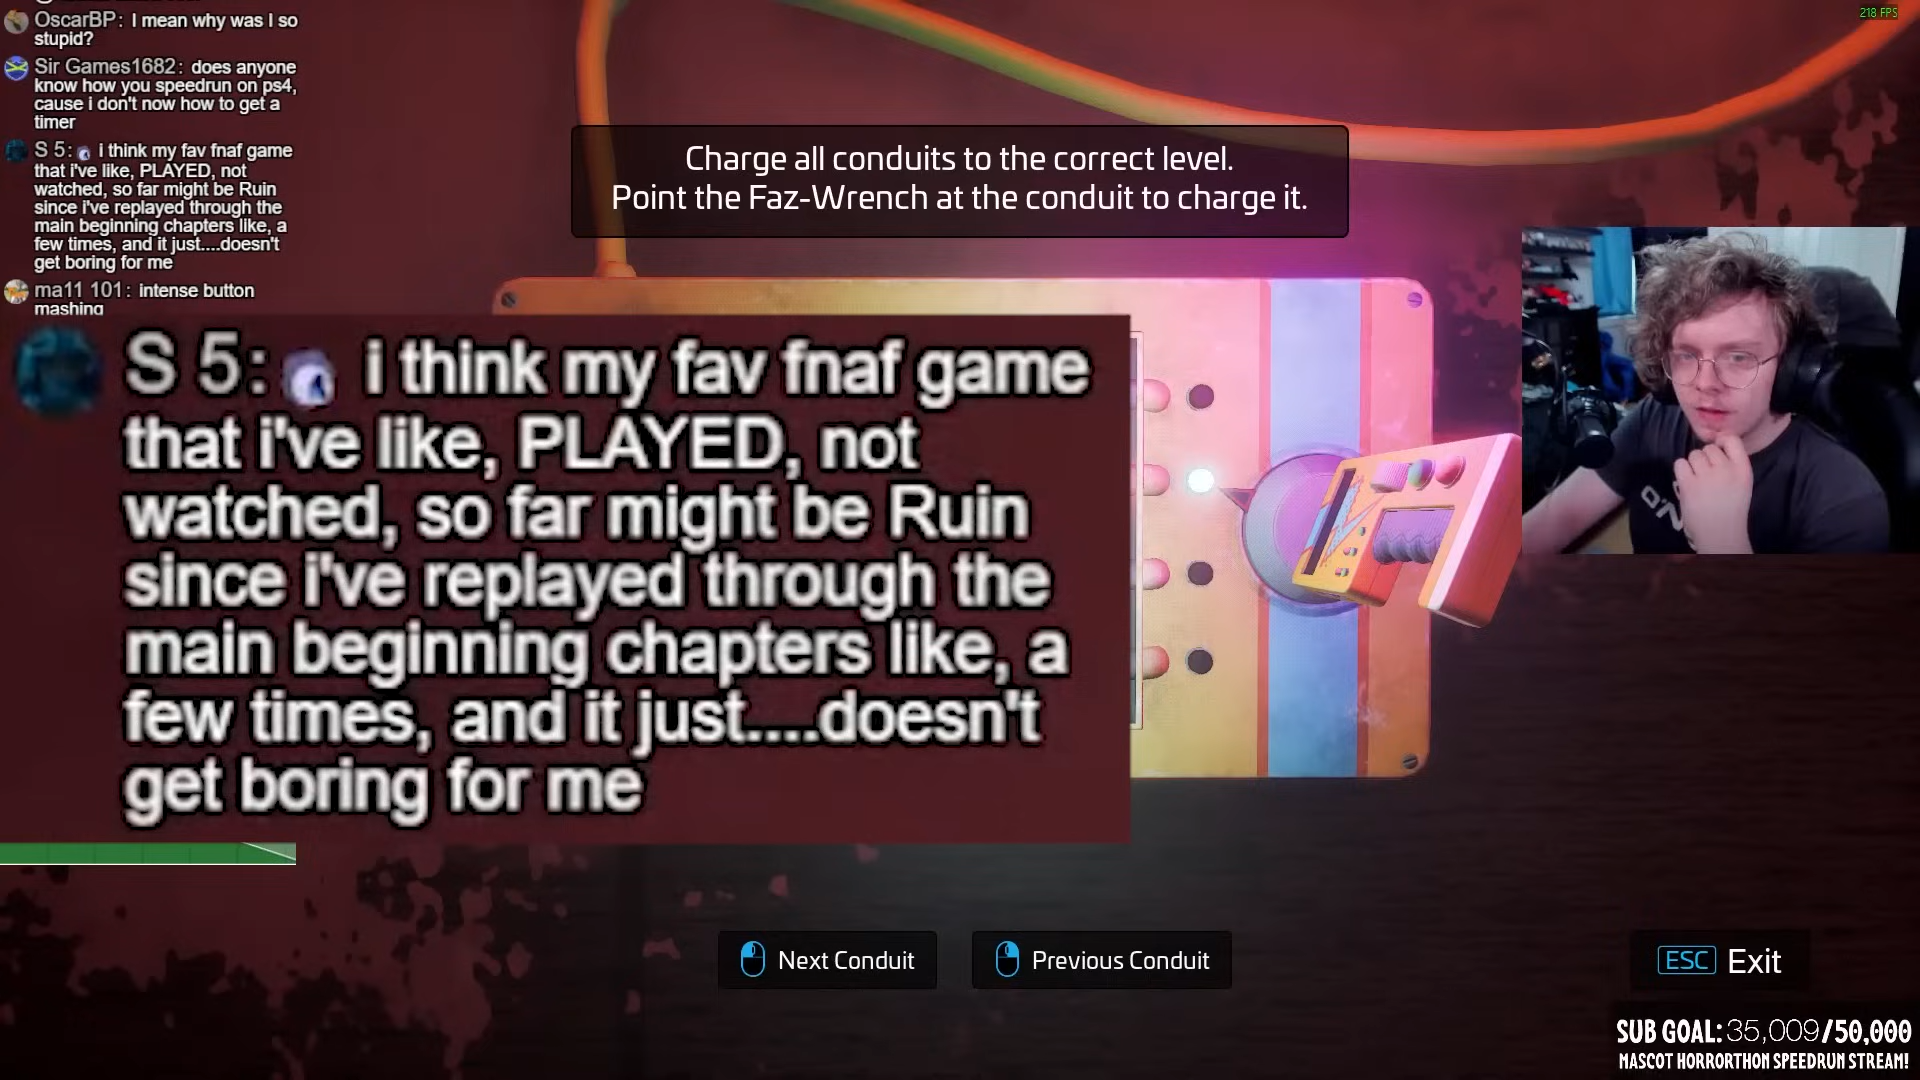 218 FPS
OscarBP: I mean why was I so
stupid?
Sir Games1682: does anyone
know how you speedrun on ps4,
cause i don't now how to get a
timer
S 5: i think my fav fnaf game
that i've like, PLAYED, not
watched, so far might be Ruin
since i've replayed through the
main beginning chapters like, a
few times, and it just....doesn't
get boring for me
ma11 101: intense button
mashing
Charge all conduits to the correct level.
Point the Faz-Wrench at the conduit to charge it.
S 5: i think my fav fnaf game
that i've like, PLAYED, not
watched, so far might be Ruin
since i've replayed through the
main beginning chapters like, a
few times, and it just....doesn't
get boring for me
Next Conduit
Previous Conduit
ESC Exit
SUB GOAL: 35,009/50,000
MASCOT HORRORTHON SPEEDRUN STREAM!